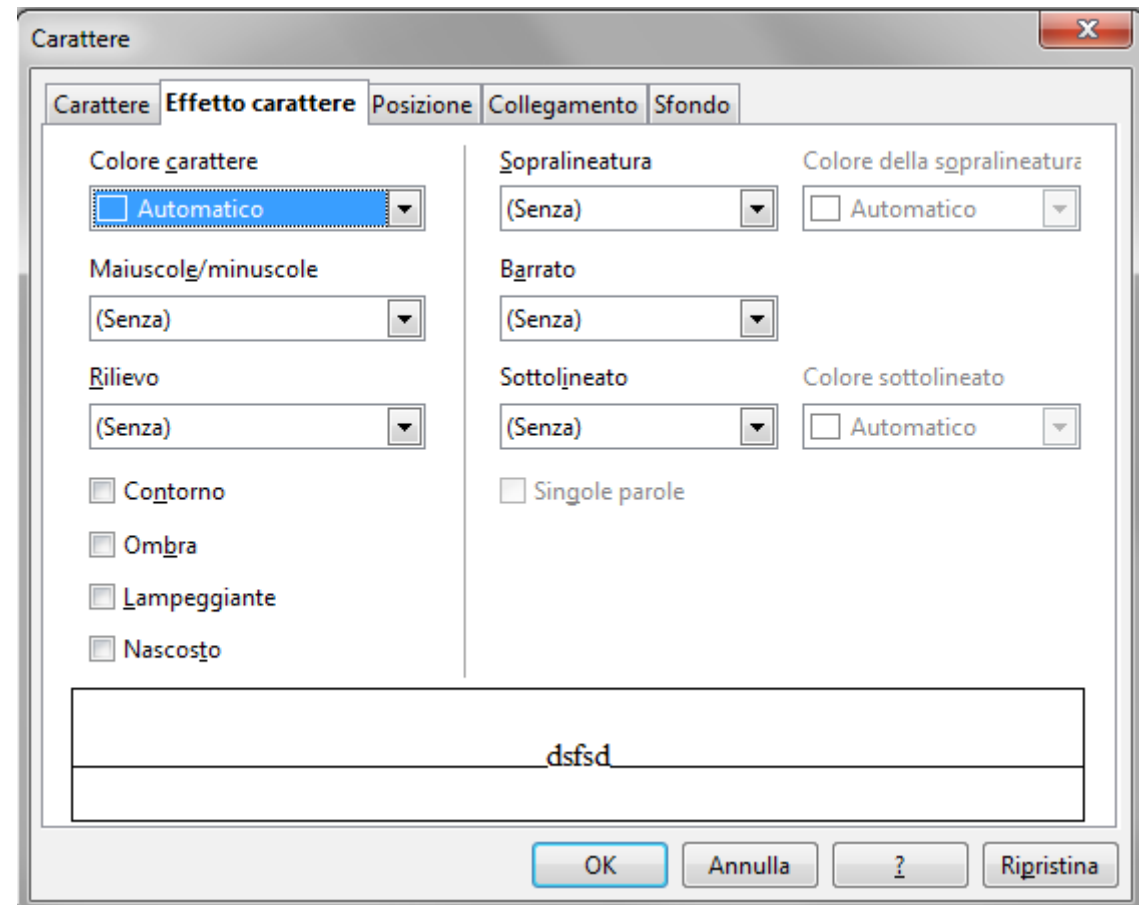 Carattere
Carattere Effetto carattere Posizione Collegamento Sfondo
Colore carattere
Automatico
Maiuscole/minuscole
(Senza)
Rilievo
(Senza)
Contorno
Ombra
Lampeggiante
Nascosto
Sopralineatura
(Senza)
Colore della sopralineatura
Automatico
Barrato
(Senza)
Sottolineato
(Senza)
Colore sottolineato
Automatico
Singole parole
dsfsd
OK Annulla ? Ripristina